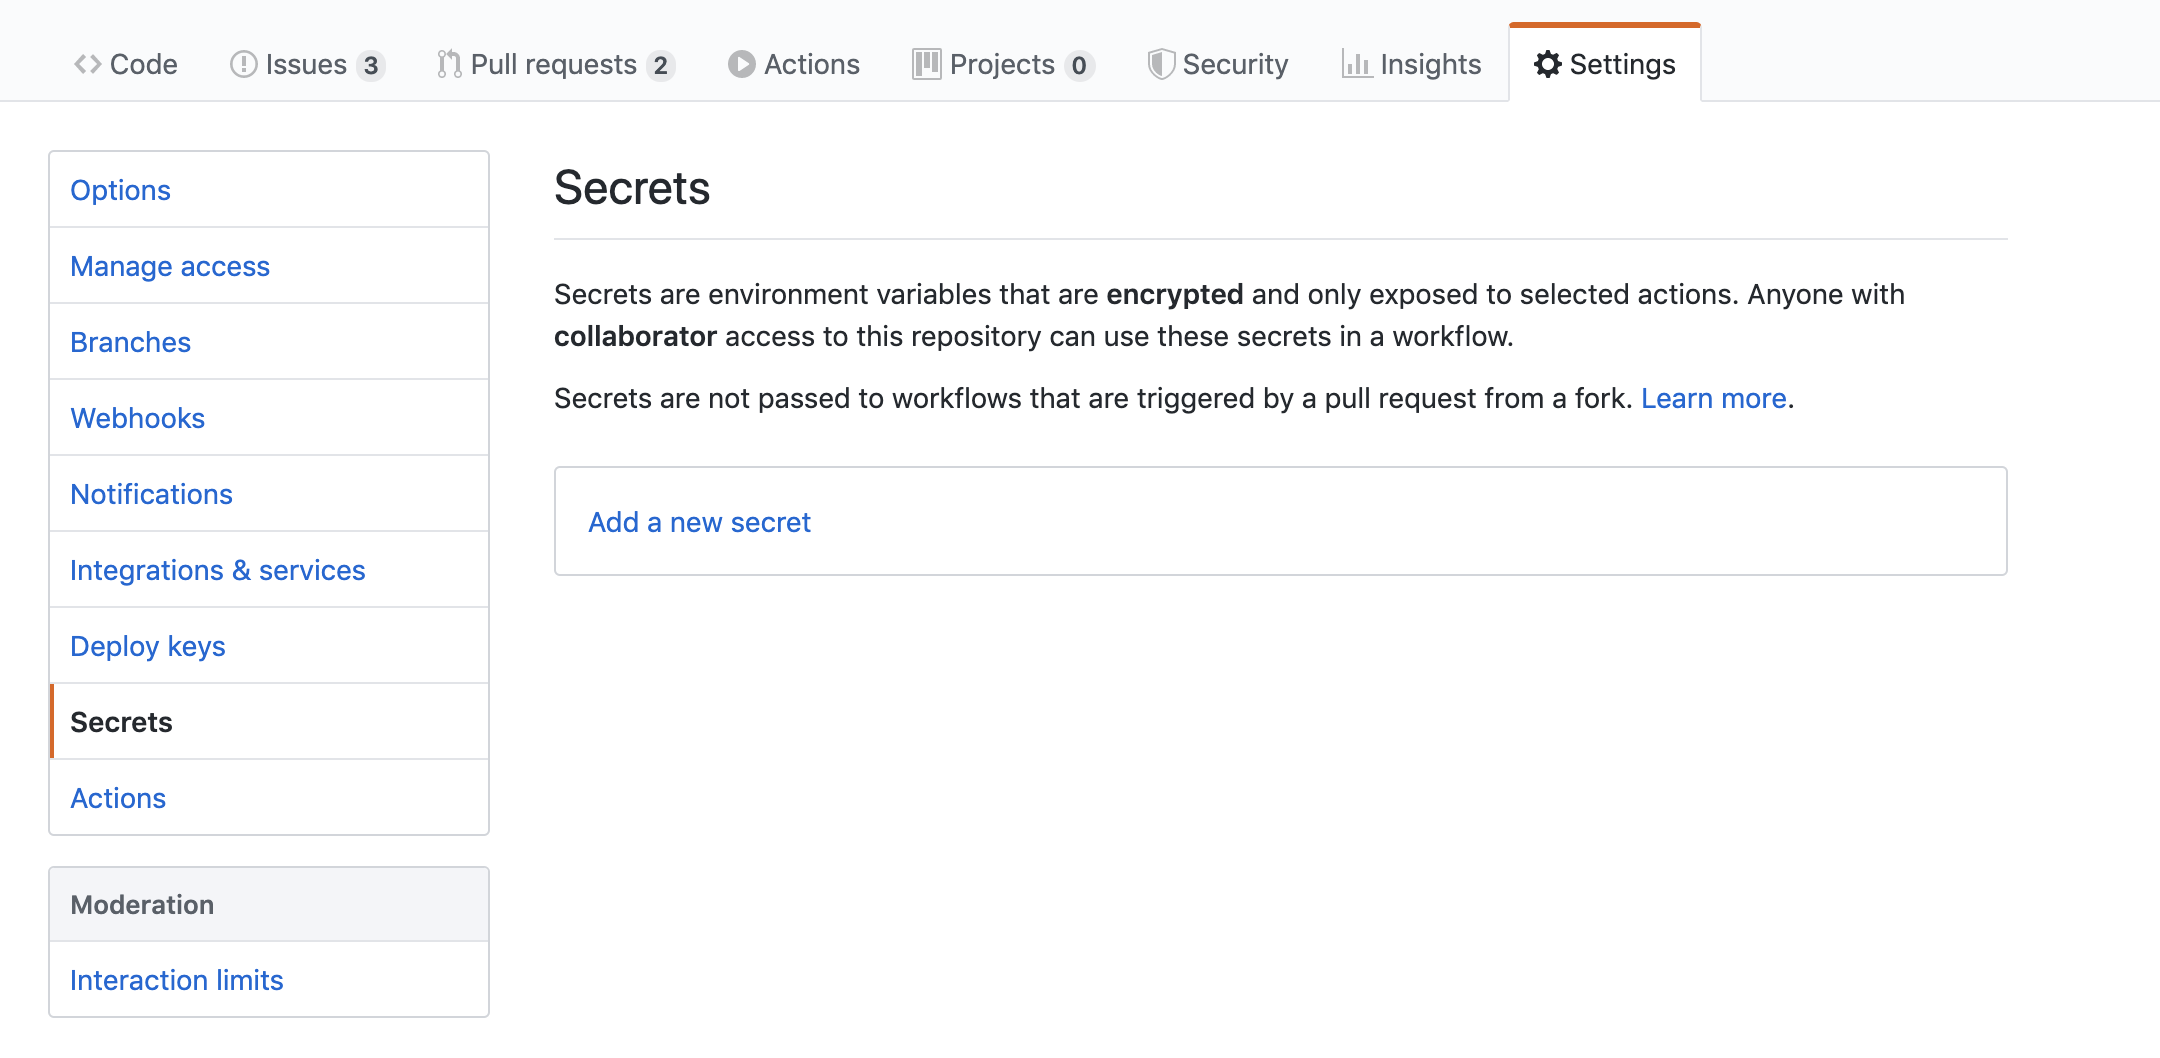 Code Issues 3 Pull requests 2 Actions Projects 0 Security Insights Settings
Options
Manage access
Branches
Webhooks
Notifications
Integrations & services
Deploy keys
Secrets
Actions
Moderation
Interaction limits
Secrets
Secrets are environment variables that are encrypted and only exposed to selected actions. Anyone with
collaborator access to this repository can use these secrets in a workflow.
Secrets are not passed to workflows that are triggered by a pull request from a fork. Learn more.
Add a new secret